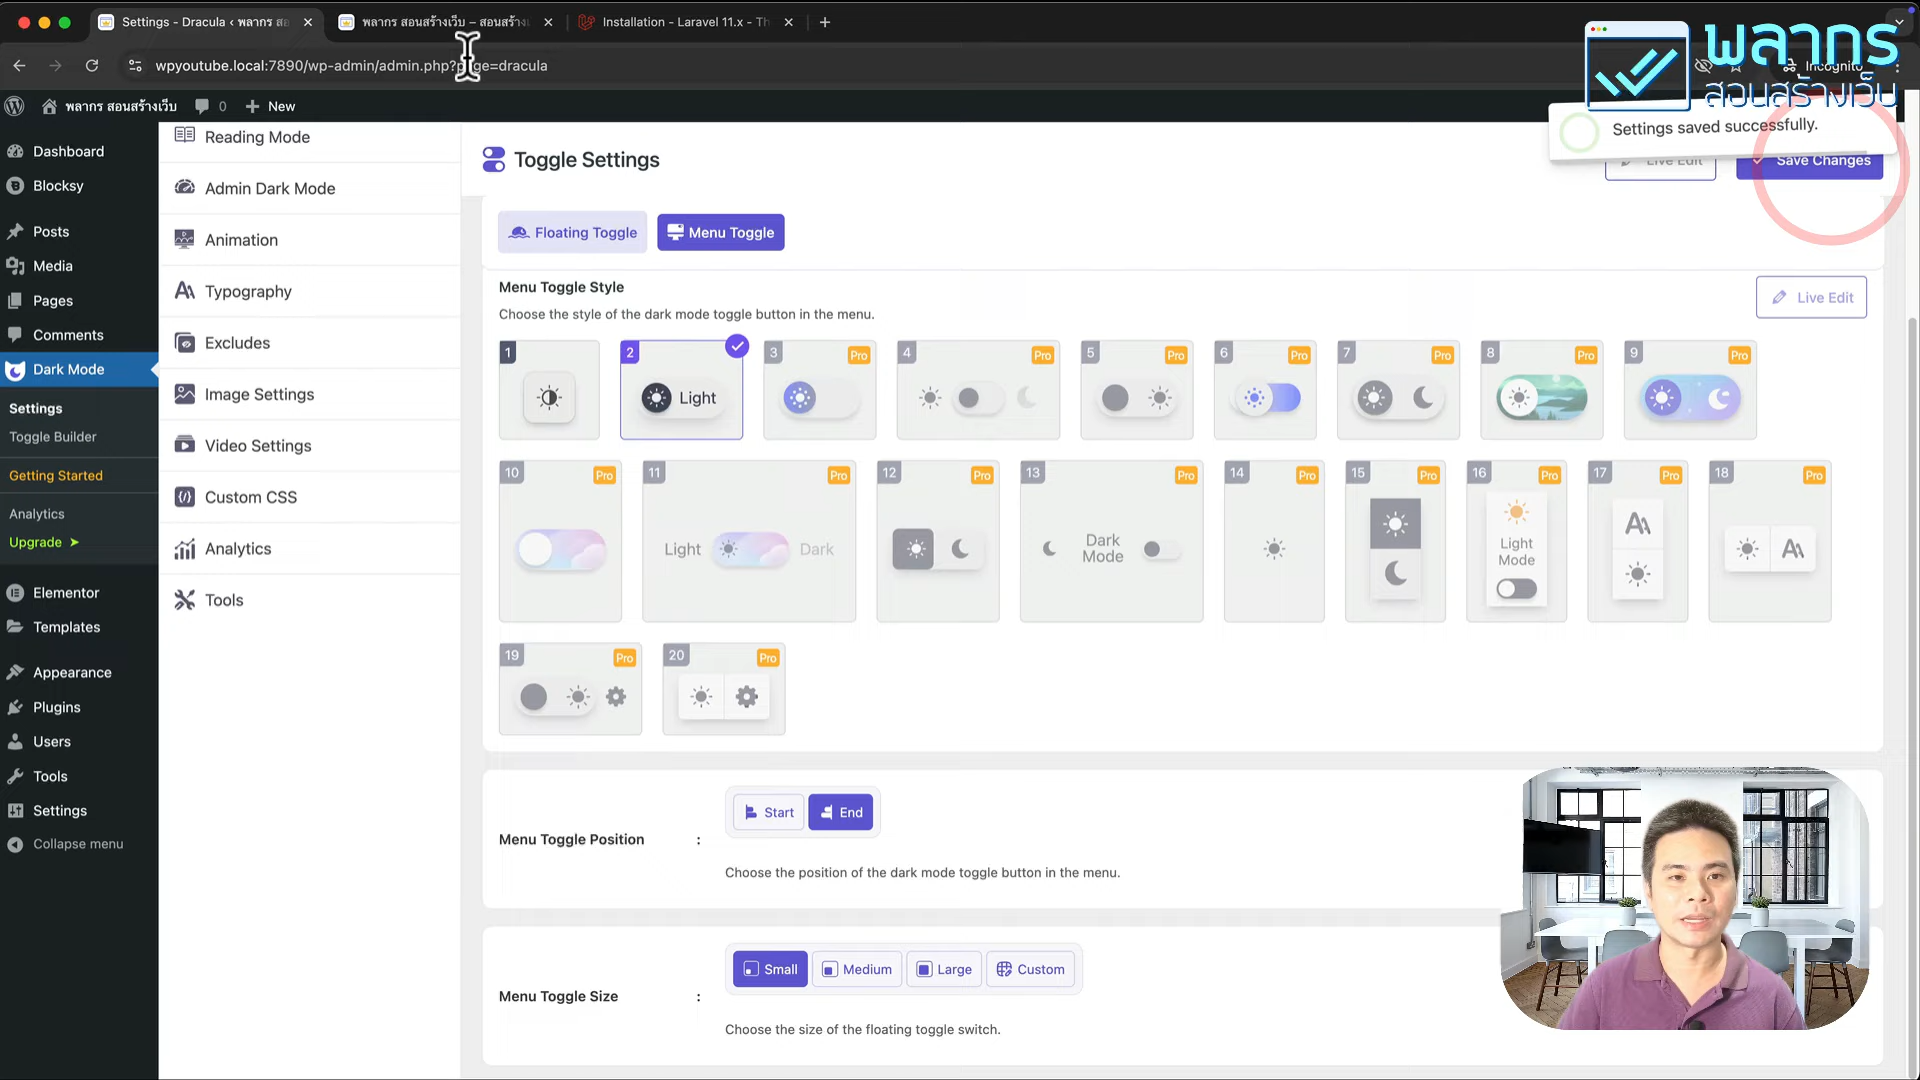 Settings - Dracula ‹ พลากร สอ
พลากร สอนสร้างเว็บ – สอนสร้าง
Installation - Laravel 11.x - Th
wpyoutube.local:7890/wp-admin/admin.php?page=dracula
Incognito
พลากร
สอนสร้างเว็บ
พลากร สอนสร้างเว็บ
0
New
Settings saved successfully.
Dashboard
Blocksy
Posts
Media
Pages
Comments
Dark Mode
Settings
Toggle Builder
Getting Started
Analytics
Upgrade ➤
Elementor
Templates
Appearance
Plugins
Users
Tools
Settings
Collapse menu
Reading Mode
Admin Dark Mode
Animation
Typography
Excludes
Image Settings
Video Settings
Custom CSS
Analytics
Tools
Toggle Settings
Live Edit
Save Changes
Floating Toggle
Menu Toggle
Menu Toggle Style
Choose the style of the dark mode toggle button in the menu.
Live Edit
1
2
Light
3 Pro
4 Pro
5 Pro
6 Pro
7 Pro
8 Pro
9 Pro
10 Pro
11 Pro
Light Dark
12 Pro
13 Pro
Dark
Mode
14 Pro
15 Pro
16 Pro
Light
Mode
17 Pro
AA
18 Pro
AA
19 Pro
20 Pro
Menu Toggle Position :
Start
End
Choose the position of the dark mode toggle button in the menu.
Menu Toggle Size :
Small
Medium
Large
Custom
Choose the size of the floating toggle switch.